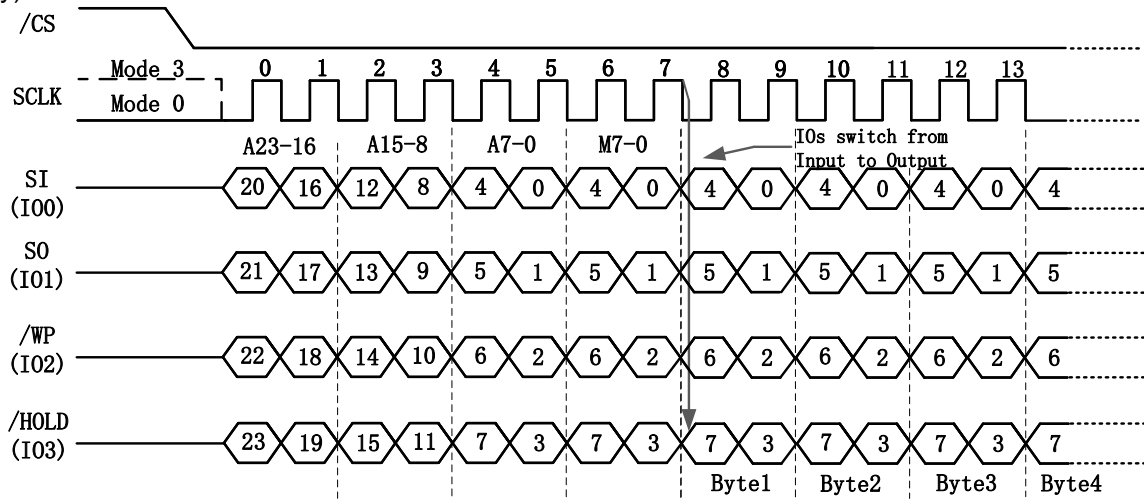 y)
/CS
Mode 3
0 1 2 3 4 5 6 7 8 9 10 11 12 13
SCLK
Mode 0
A23-16 A15-8 A7-0 M7-0
IOs switch from
Input to Output
SI
(IO0)
20 16 12 8 4 0 4 0 4 0 4 0 4 0 4
SO
(IO1)
21 17 13 9 5 1 5 1 5 1 5 1 5 1 5
/WP
(IO2)
22 18 14 10 6 2 6 2 6 2 6 2 6 2 6
/HOLD
(IO3)
23 19 15 11 7 3 7 3 7 3 7 3 7 3 7
Byte1 Byte2 Byte3 Byte4